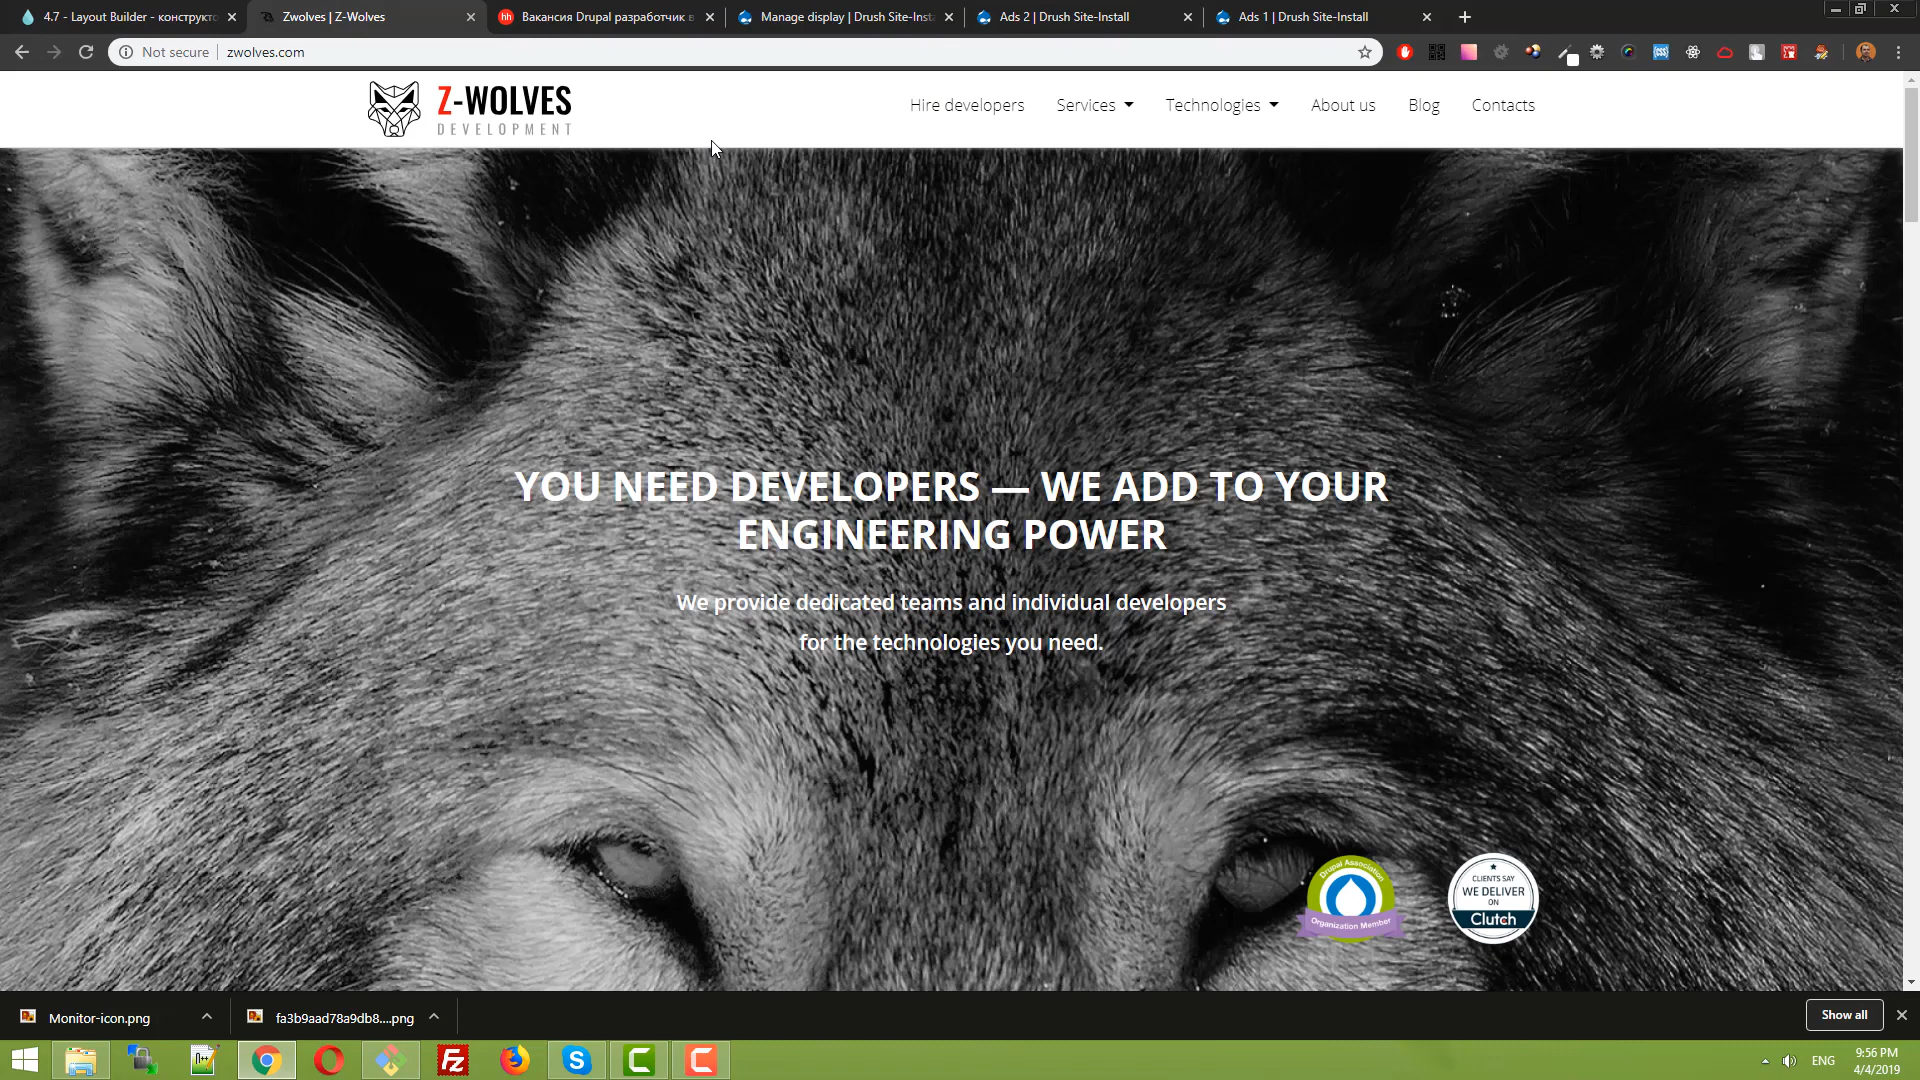 4.7 - Layout Builder - конструкто
Zwolves | Z-Wolves
Вакансия Drupal разработчик в
Manage display | Drush Site-Insta
Ads 2 | Drush Site-Install
Ads 1 | Drush Site-Install
Not secure
zwolves.com
Z-WOLVES
DEVELOPMENT
Hire developers
Services
Technologies
About us
Blog
Contacts
YOU NEED DEVELOPERS — WE ADD TO YOUR
ENGINEERING POWER
We provide dedicated teams and individual developers
for the technologies you need.
Drupal Association
Organization Member
CLIENTS SAY
WE DELIVER
ON
Clutch
Monitor-icon.png
fa3b9aad78a9db8....png
Show all
ENG
9:56 PM
4/4/2019